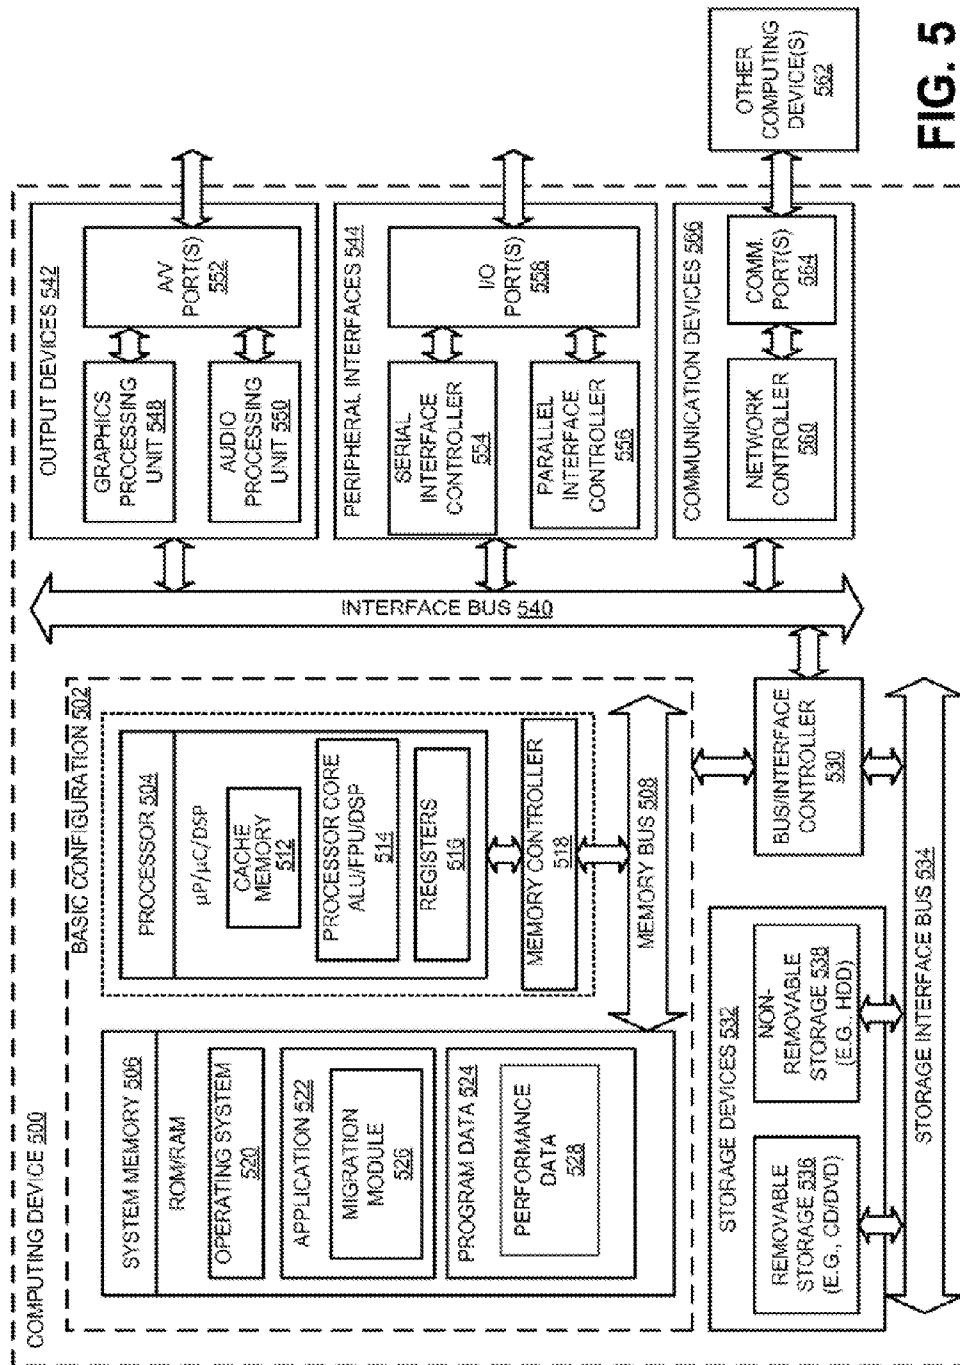 COMPUTING DEVICE 500
BASIC CONFIGURATION 502
SYSTEM MEMORY 506
ROM/RAM
OPERATING SYSTEM
520
APPLICATION 522
MIGRATION
MODULE
526
PROGRAM DATA 524
PERFORMANCE
DATA
528
PROCESSOR 504
µP/µC/DSP
CACHE
MEMORY
512
PROCESSOR CORE
ALU/FPU/DSP
514
REGISTERS
516
MEMORY CONTROLLER
518
MEMORY BUS 508
BUS/INTERFACE
CONTROLLER
530
STORAGE DEVICES 532
REMOVABLE
STORAGE 536
(E.G., CD/DVD)
NON-
REMOVABLE
STORAGE 538
(E.G., HDD)
STORAGE INTERFACE BUS 534
INTERFACE BUS 540
OUTPUT DEVICES 542
GRAPHICS
PROCESSING
UNIT 548
AUDIO
PROCESSING
UNIT 550
A/V
PORT(S)
552
PERIPHERAL INTERFACES 544
SERIAL
INTERFACE
CONTROLLER
554
PARALLEL
INTERFACE
CONTROLLER
556
I/O
PORT(S)
558
COMMUNICATION DEVICES 566
NETWORK
CONTROLLER
560
COMM.
PORT(S)
564
OTHER
COMPUTING
DEVICE(S)
562
FIG. 5